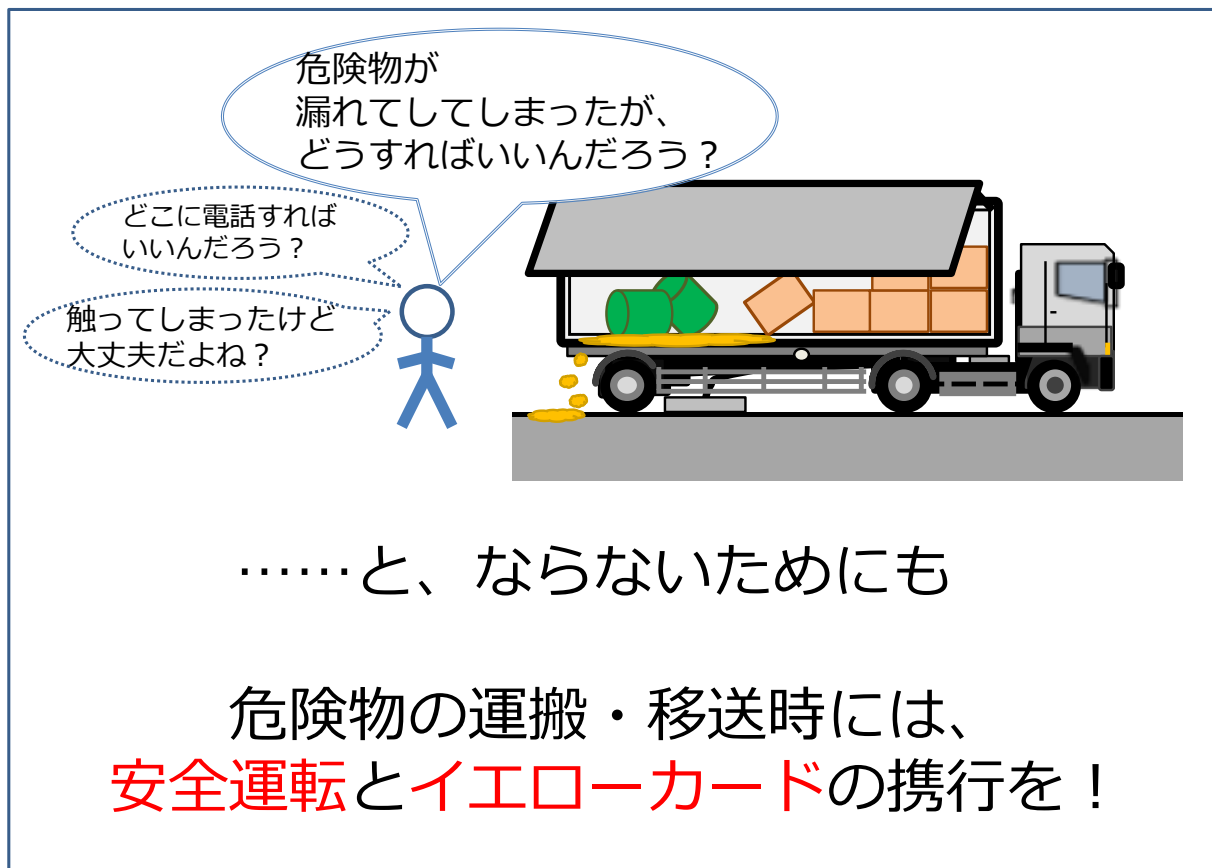 危険物が
漏れてしてしまったが、
どうすればいいんだろう？
どこに電話すれば
いいんだろう？
触ってしまったけど
大丈夫だよね？
……と、ならないためにも
危険物の運搬・移送時には、
安全運転とイエローカードの携行を！